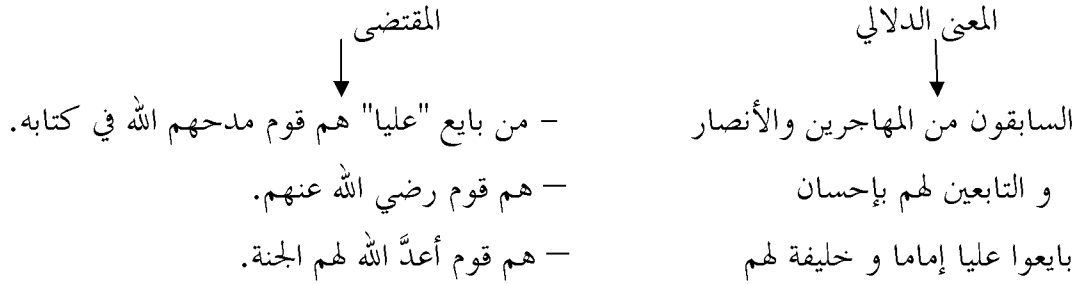 المعنى الدلالي المقتضى
السابقون من المهاجرين والأنصار – من بايع "عليا" هم قوم مدحهم الله في كتابه.
و التابعين لهم بإحسان – هم قوم رضي الله عنهم.
بايعوا عليا إماما و خليفة لهم – هم قوم أعدَّ الله لهم الجنة.